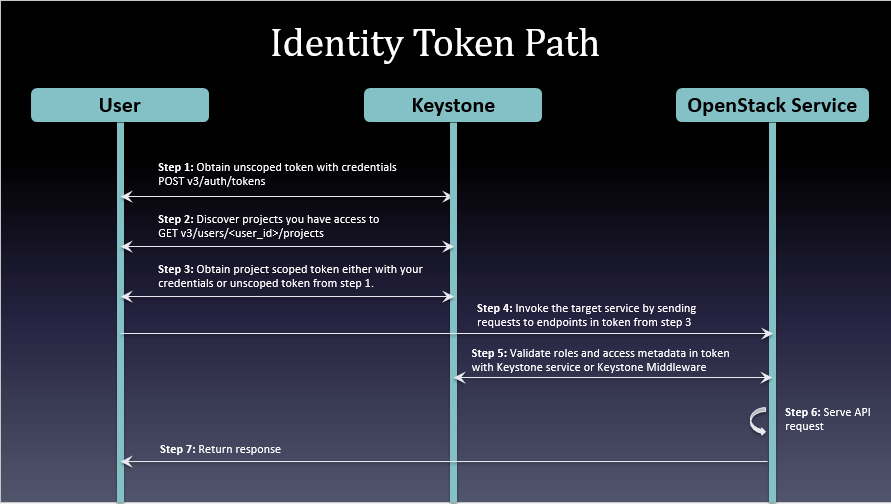 Identity Token Path
User
Keystone
OpenStack Service
Step 1: Obtain unscoped token with credentials
POST v3/auth/tokens
Step 2: Discover projects you have access to
GET v3/users/<user_id>/projects
Step 3: Obtain project scoped token either with your
credentials or unscoped token from step 1.
Step 4: Invoke the target service by sending
requests to endpoints in token from step 3
Step 5: Validate roles and access metadata in token
with Keystone service or Keystone Middleware
Step 6: Serve API
request
Step 7: Return response